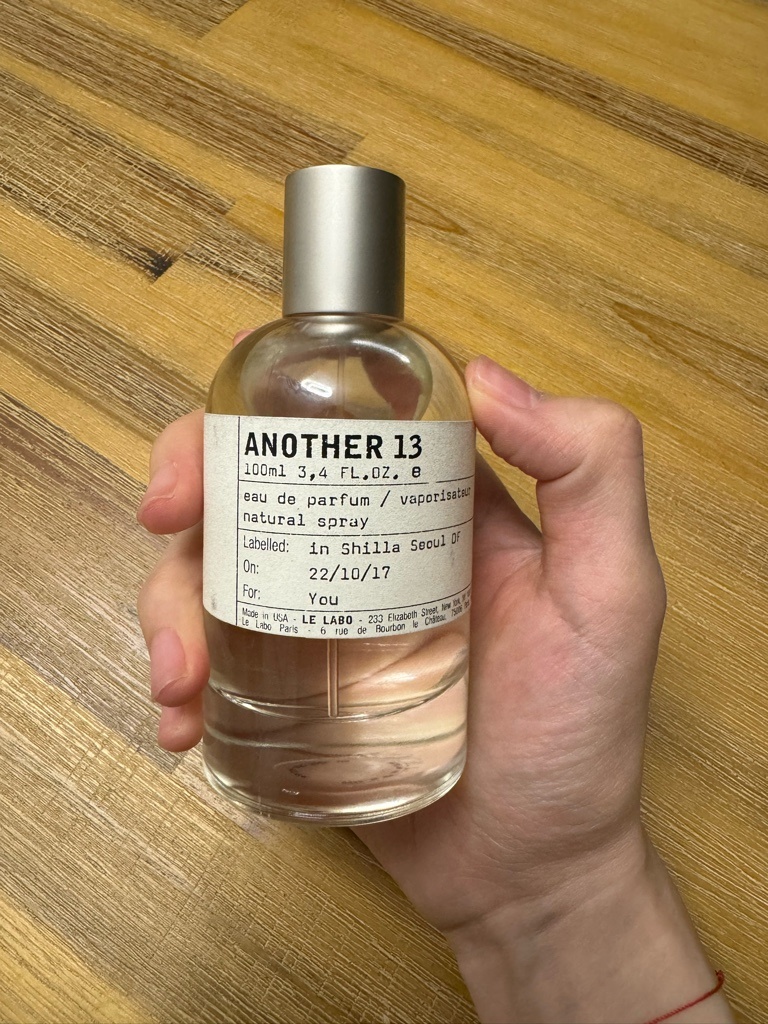 ANOTHER 13
100ml 3,4 FL.OZ. e
eau de parfum / vaporisateur
natural spray
Labelled: in Shilla Seoul DF
On: 22/10/17
For: You
Made in USA - LE LABO - 233 Elizabeth Street, New York,
Le Labo Paris - 6 rue de Bourbon le Château,